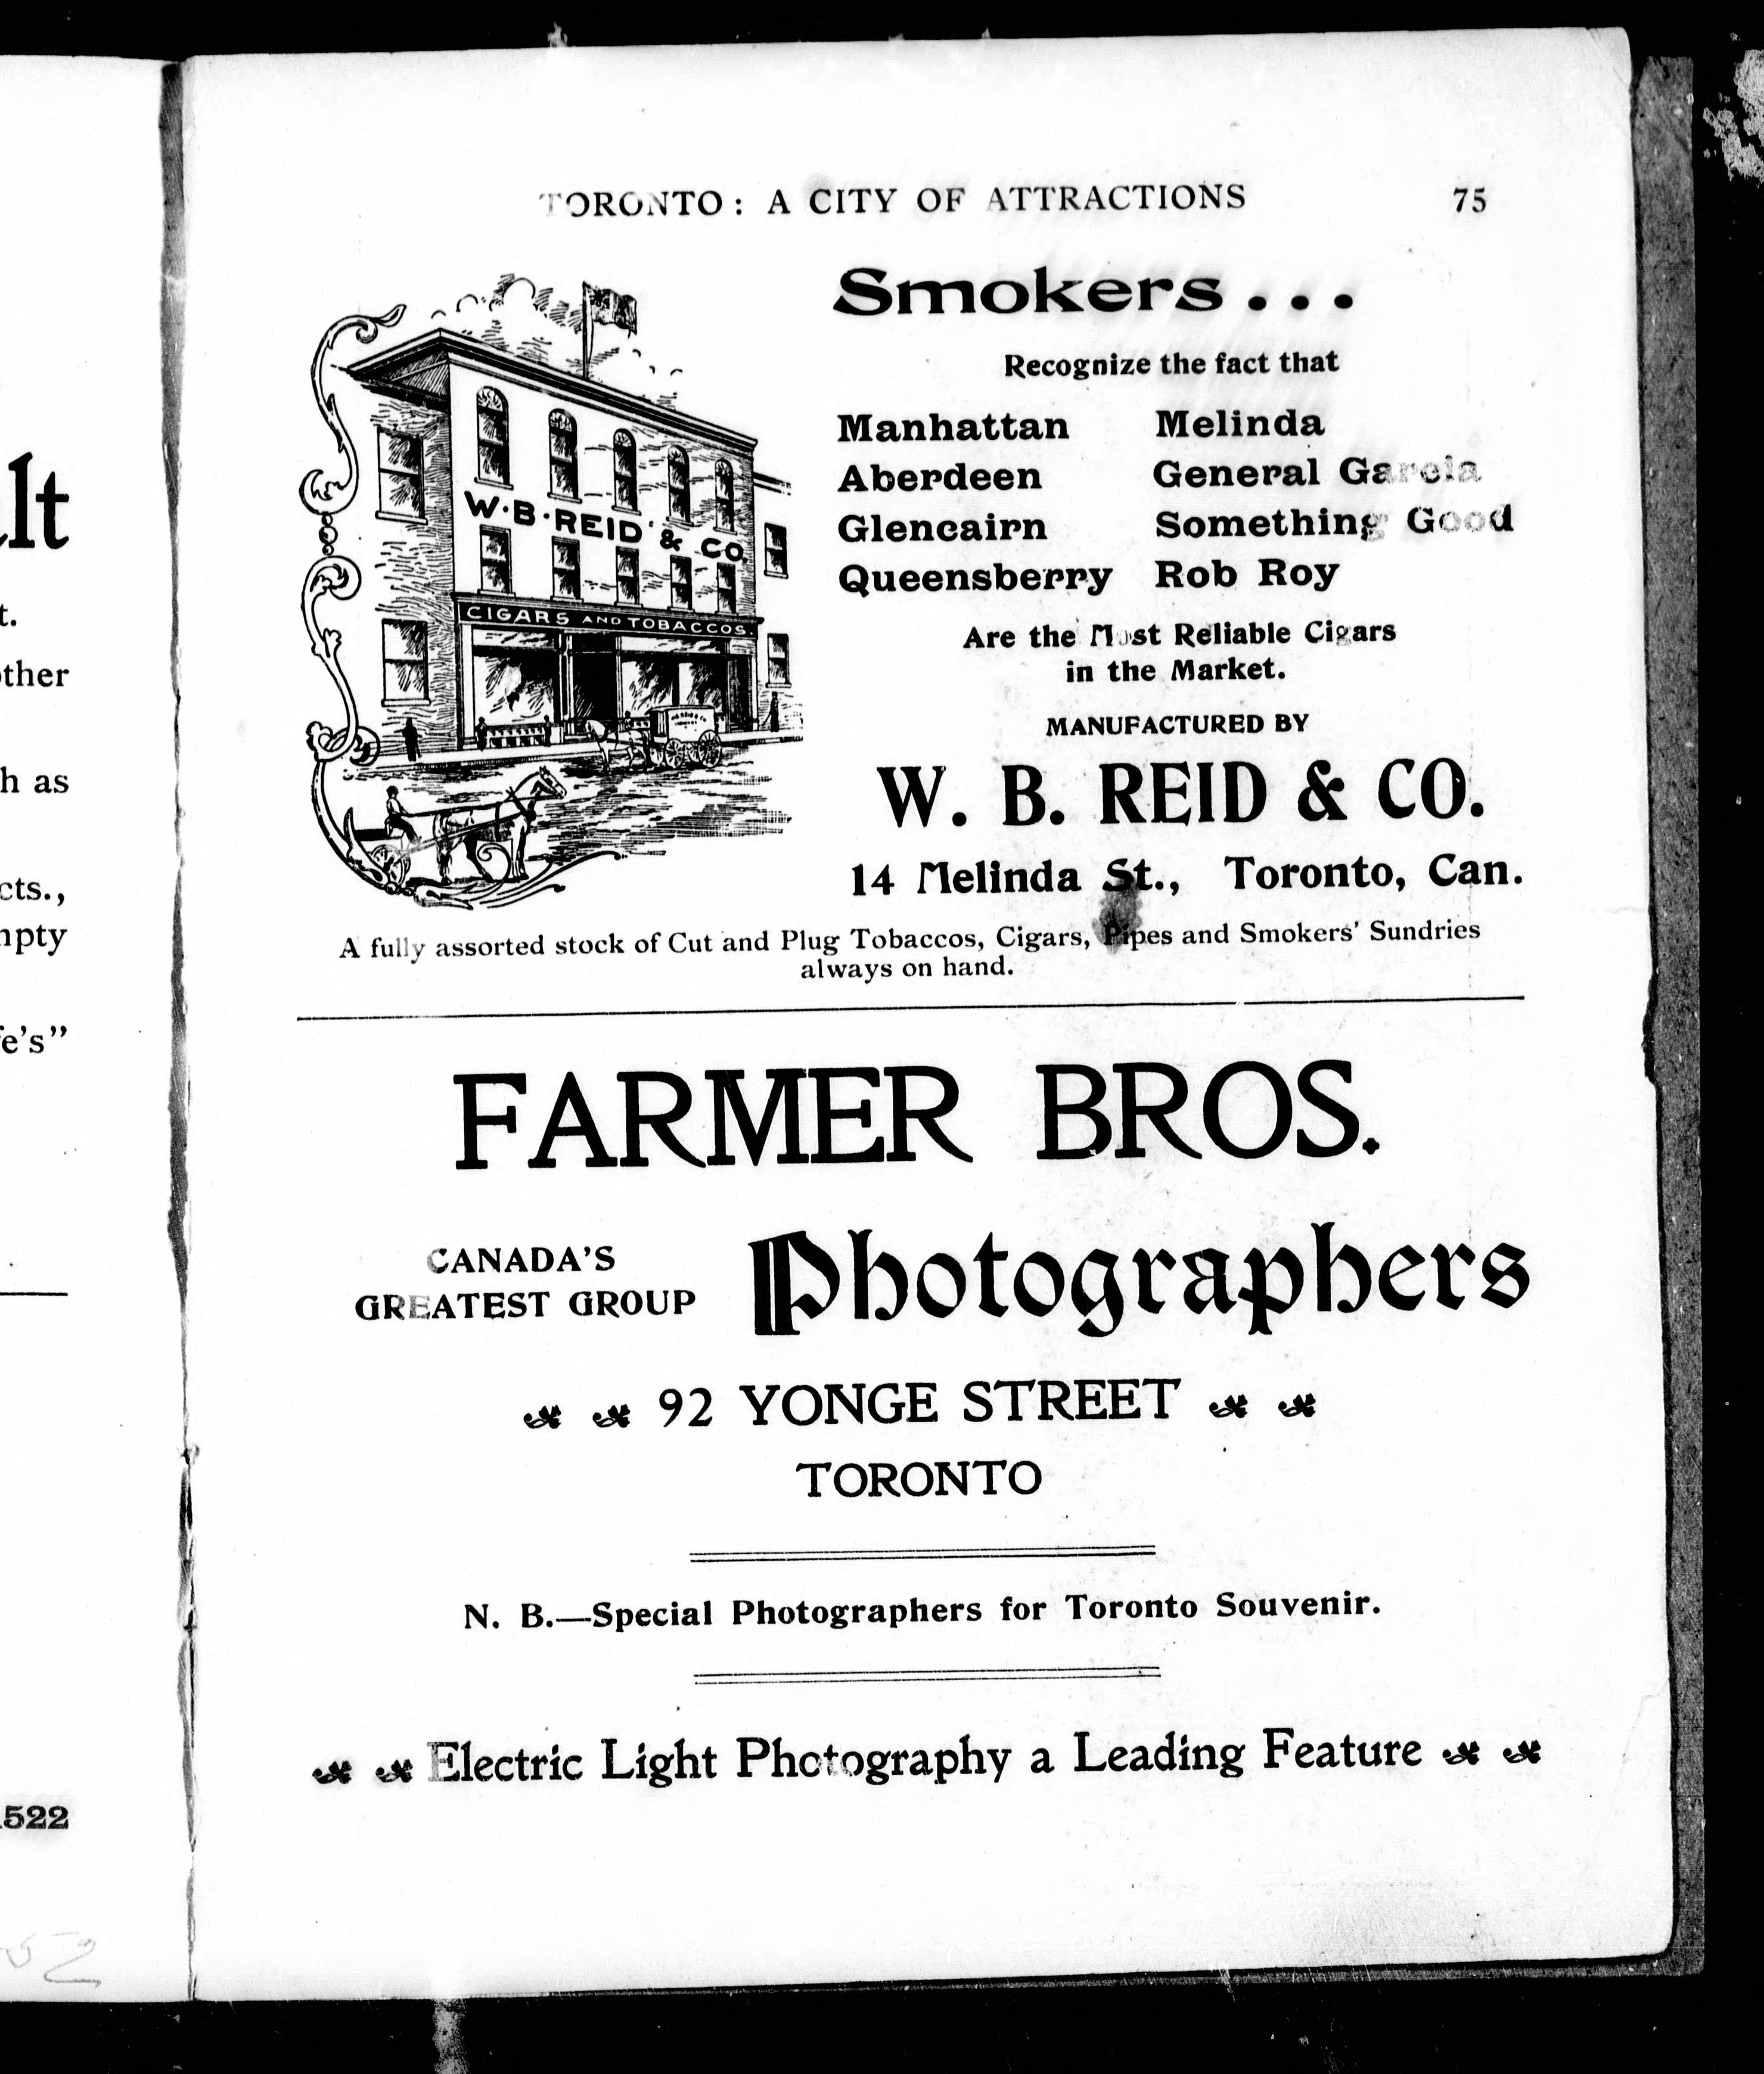 TORONTO: A CITY OF ATTRACTIONS 75
Smokers...
Recognize the fact that
Manhattan Melinda
Aberdeen General Garcia
Glencairn Something Good
Queensberry Rob Roy
Are the Most Reliable Cigars
in the Market.
MANUFACTURED BY
W. B. REID & CO.
14 Melinda St., Toronto, Can.
W. B. REID & CO.
CIGARS AND TOBACCOS.
A fully assorted stock of Cut and Plug Tobaccos, Cigars, Pipes and Smokers' Sundries
always on hand.
FARMER BROS.
CANADA'S
GREATEST GROUP
Photographers
92 YONGE STREET
TORONTO
N. B.—Special Photographers for Toronto Souvenir.
Electric Light Photography a Leading Feature
lt
t.
ther
h as
cts.,
mpty
e's"
522